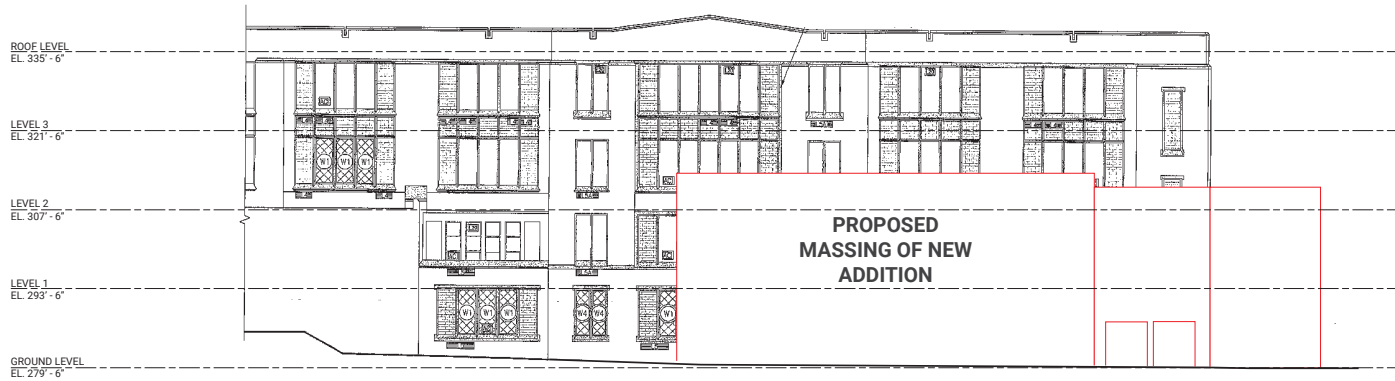 ROOF LEVEL
EL. 335' - 6"
LEVEL 3
EL. 321' - 6"
W1 W1 W1
LEVEL 2
EL. 307' - 6"
PROPOSED
MASSING OF NEW
ADDITION
LEVEL 1
EL. 293' - 6"
W1 W1 W1
W4 W4
GROUND LEVEL
EL. 279' - 6"